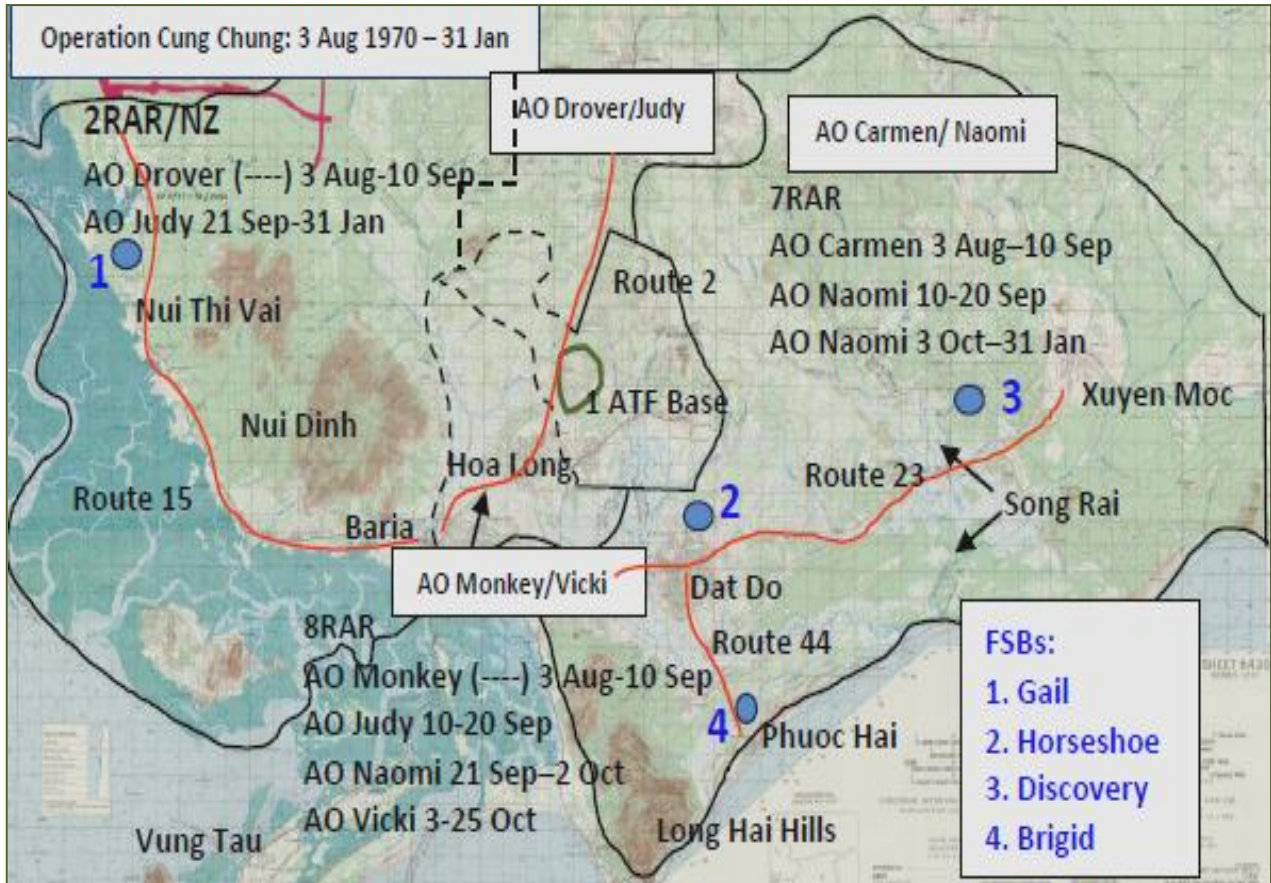 Operation Cung Chung: 3 Aug 1970 – 31 Jan
AO Drover/Judy
AO Carmen/ Naomi
2RAR/NZ
AO Drover (----) 3 Aug-10 Sep
AO Judy 21 Sep-31 Jan
1
Nui Thi Vai
Nui Dinh
Route 15
Baria
Hoa Long
Route 2
1 ATF Base
7RAR
AO Carmen 3 Aug–10 Sep
AO Naomi 10-20 Sep
AO Naomi 3 Oct–31 Jan
3
Xuyen Moc
Route 23
Song Rai
2
AO Monkey/Vicki
Dat Do
Route 44
4
Phuoc Hai
8RAR
AO Monkey (----) 3 Aug-10 Sep
AO Judy 10-20 Sep
AO Naomi 21 Sep–2 Oct
AO Vicki 3-25 Oct
Vung Tau
Long Hai Hills
FSBs:
1. Gail
2. Horseshoe
3. Discovery
4. Brigid